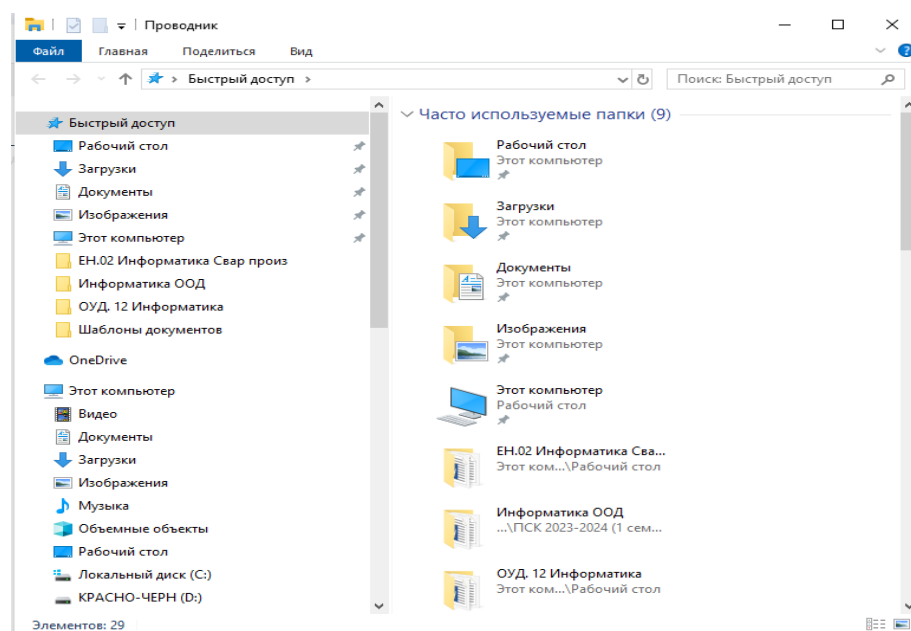 Проводник
Файл Главная Поделиться Вид
Быстрый доступ
Поиск: Быстрый доступ
Быстрый доступ
Рабочий стол
Загрузки
Документы
Изображения
Этот компьютер
ЕН.02 Информатика Свар произ
Информатика ООД
ОУД. 12 Информатика
Шаблоны документов
OneDrive
Этот компьютер
Видео
Документы
Загрузки
Изображения
Музыка
Объемные объекты
Рабочий стол
Локальный диск (C:)
КРАСНО-ЧЕРН (D:)
Часто используемые папки (9)
Рабочий стол
Этот компьютер
Загрузки
Этот компьютер
Документы
Этот компьютер
Изображения
Этот компьютер
Этот компьютер
Рабочий стол
ЕН.02 Информатика Сва...
Этот ком...\Рабочий стол
Информатика ООД
...\ПСК 2023-2024 (1 сем...
ОУД. 12 Информатика
Этот ком...\Рабочий стол
Элементов: 29